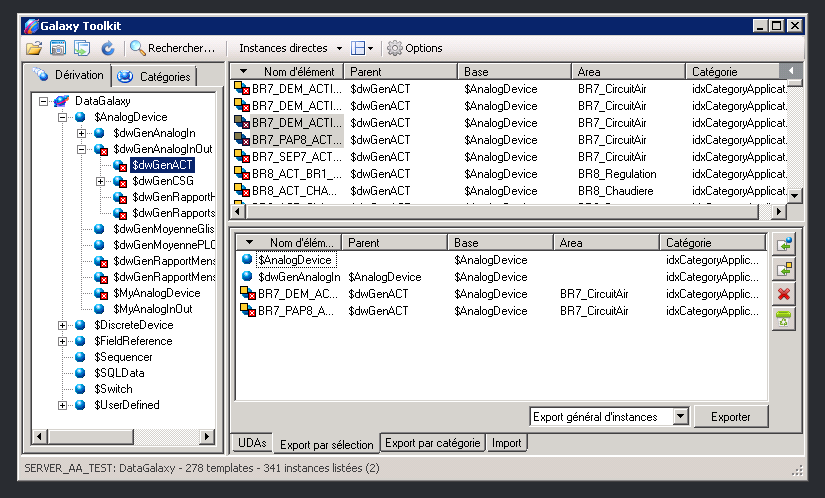 Galaxy Toolkit
Rechercher... Instances directes Options
Dérivation Catégories
DataGalaxy
$AnalogDevice
$dwGenAnalogIn
$dwGenAnalogInOut
$dwGenACT
$dwGenCSG
$dwGenRapportH
$dwGenRapports
$dwGenMoyenneGlis
$dwGenMoyennePLC
$dwGenRapportMens
$dwGenRapportMens
$MyAnalogDevice
$MyAnalogInOut
$DiscreteDevice
$FieldReference
$Sequencer
$SQLData
$Switch
$UserDefined
Nom d'élément Parent Base Area Catégorie
BR7_DEM_ACTI... $dwGenACT $AnalogDevice BR7_CircuitAir idxCategoryApplicat.
BR7_DEM_ACTI... $dwGenACT $AnalogDevice BR7_CircuitAir idxCategoryApplicat.
BR7_DEM_ACTI... $dwGenACT $AnalogDevice BR7_CircuitAir idxCategoryApplicat.
BR7_PAP8_ACT... $dwGenACT $AnalogDevice BR7_CircuitAir idxCategoryApplicat.
BR7_SEP7_ACT... $dwGenACT $AnalogDevice BR7_CircuitAir idxCategoryApplicat.
BR8_ACT_BR1_... $dwGenACT $AnalogDevice BR8_Regulation idxCategoryApplicat.
BR8_ACT_CHA... $dwGenACT $AnalogDevice BR8_Chaudiere idxCategoryApplicat.
Nom d'élém... Parent Base Area Catégorie
$AnalogDevice $AnalogDevice idxCategoryApplic...
$dwGenAnalogIn $AnalogDevice $AnalogDevice idxCategoryApplic...
BR7_DEM_AC... $dwGenACT $AnalogDevice BR7_CircuitAir idxCategoryApplic...
BR7_PAP8_A... $dwGenACT $AnalogDevice BR7_CircuitAir idxCategoryApplic...
Export général d'instances Exporter
UDAs Export par sélection Export par catégorie Import
SERVER_AA_TEST: DataGalaxy - 278 templates - 341 instances listées (2)